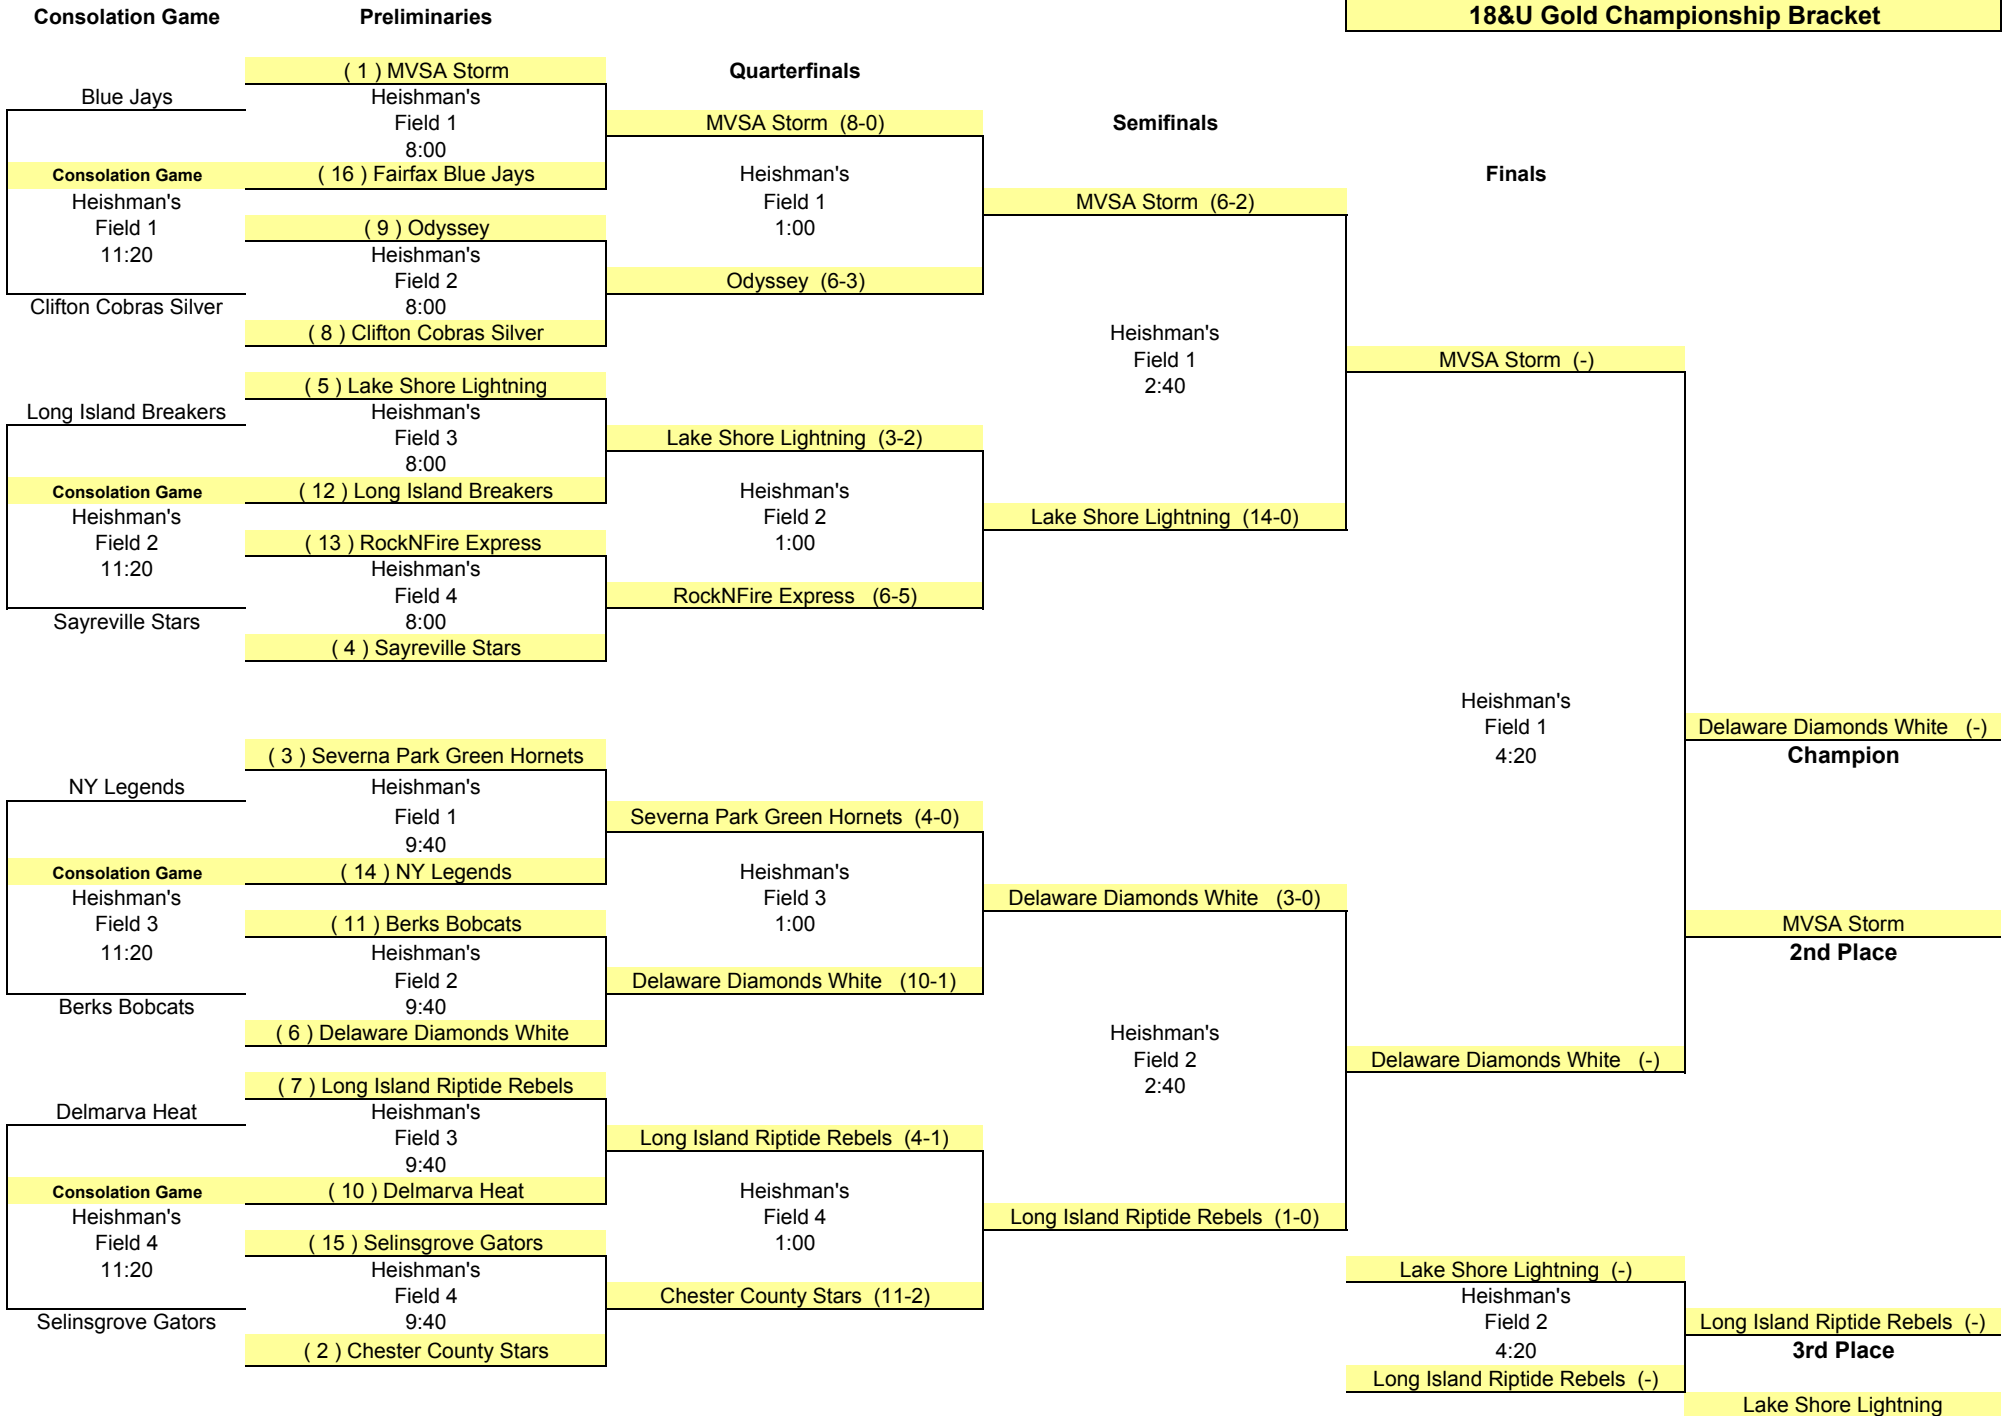 Consolation Game
Preliminaries
18&U Gold Championship Bracket
( 1 ) MVSA Storm
Quarterfinals
Blue Jays
Heishman's
Field 1
MVSA Storm (8-0)
Semifinals
8:00
Consolation Game
( 16 ) Fairfax Blue Jays
Heishman's
Finals
Heishman's
Field 1
MVSA Storm (6-2)
Field 1
( 9 ) Odyssey
1:00
11:20
Heishman's
Field 2
Odyssey (6-3)
Clifton Cobras Silver
8:00
( 8 ) Clifton Cobras Silver
Heishman's
Field 1
MVSA Storm (-)
( 5 ) Lake Shore Lightning
2:40
Long Island Breakers
Heishman's
Field 3
Lake Shore Lightning (3-2)
8:00
Consolation Game
( 12 ) Long Island Breakers
Heishman's
Heishman's
Field 2
Lake Shore Lightning (14-0)
Field 2
( 13 ) RockNFire Express
1:00
11:20
Heishman's
Field 4
RockNFire Express (6-5)
Sayreville Stars
8:00
( 4 ) Sayreville Stars
Heishman's
Field 1
Delaware Diamonds White (-)
( 3 ) Severna Park Green Hornets
4:20
Champion
NY Legends
Heishman's
Field 1
Severna Park Green Hornets (4-0)
9:40
Consolation Game
( 14 ) NY Legends
Heishman's
Heishman's
Field 3
Delaware Diamonds White (3-0)
Field 3
( 11 ) Berks Bobcats
1:00
MVSA Storm
11:20
Heishman's
2nd Place
Field 2
Delaware Diamonds White (10-1)
Berks Bobcats
9:40
( 6 ) Delaware Diamonds White
Heishman's
Field 2
Delaware Diamonds White (-)
( 7 ) Long Island Riptide Rebels
2:40
Delmarva Heat
Heishman's
Field 3
Long Island Riptide Rebels (4-1)
9:40
Consolation Game
( 10 ) Delmarva Heat
Heishman's
Heishman's
Field 4
Long Island Riptide Rebels (1-0)
Field 4
( 15 ) Selinsgrove Gators
1:00
11:20
Heishman's
Lake Shore Lightning (-)
Field 4
Chester County Stars (11-2)
Heishman's
Selinsgrove Gators
9:40
Field 2
Long Island Riptide Rebels (-)
( 2 ) Chester County Stars
4:20
3rd Place
Long Island Riptide Rebels (-)
Lake Shore Lightning